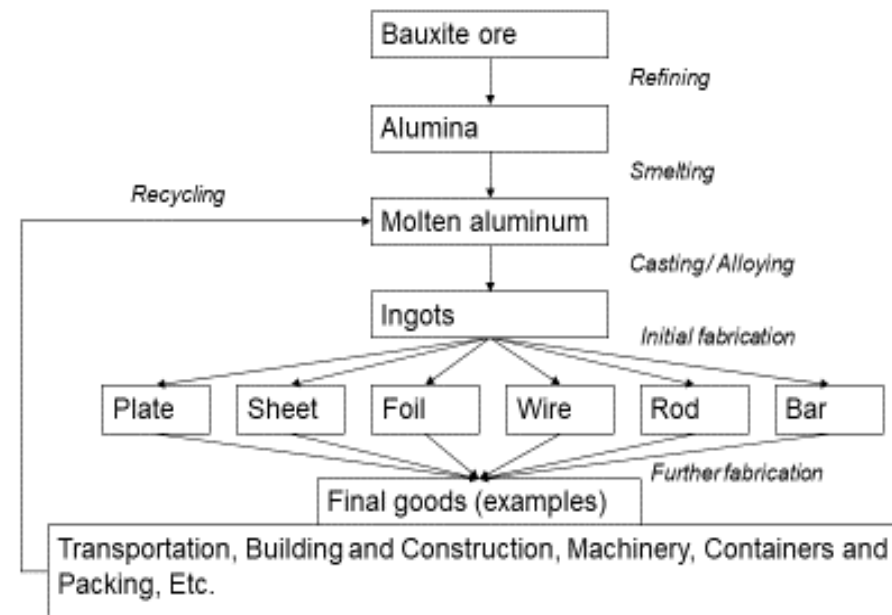 Bauxite ore
Refining
Alumina
Smelting
Recycling
Molten aluminum
Casting/Alloying
Ingots
Initial fabrication
Plate
Sheet
Foil
Wire
Rod
Bar
Further fabrication
Final goods (examples)
Transportation, Building and Construction, Machinery, Containers and
Packing, Etc.